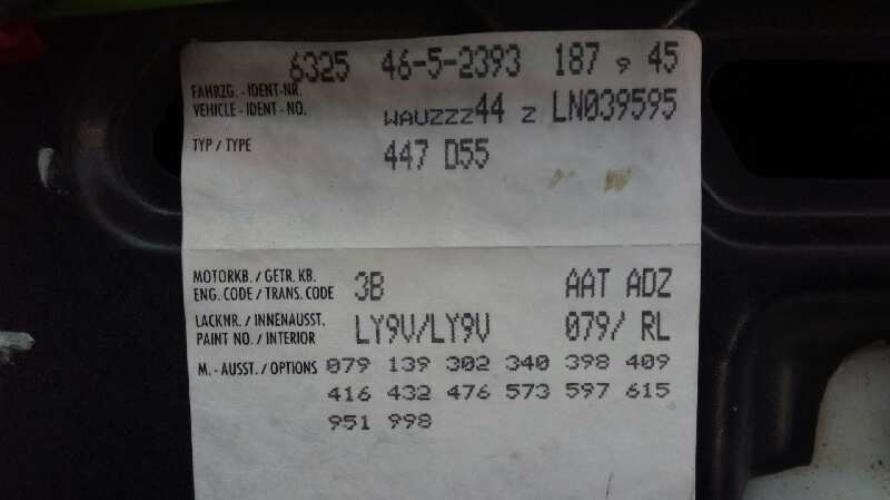 6325 46-5-2393 187 9 45
FAHRZG.-IDENT-NR.
VEHICLE-IDENT-NO. WAUZZZ44 Z LN039595
TYP / TYPE 447 D55
MOTORKB. / GETR. KB.
ENG. CODE / TRANS. CODE 3B AAT ADZ
LACKNR. / INNENAUSST.
PAINT NO. / INTERIOR LY9V/LY9V 079/ RL
M.-AUSST. / OPTIONS 079 139 302 340 398 409
416 432 476 573 597 615
951 998